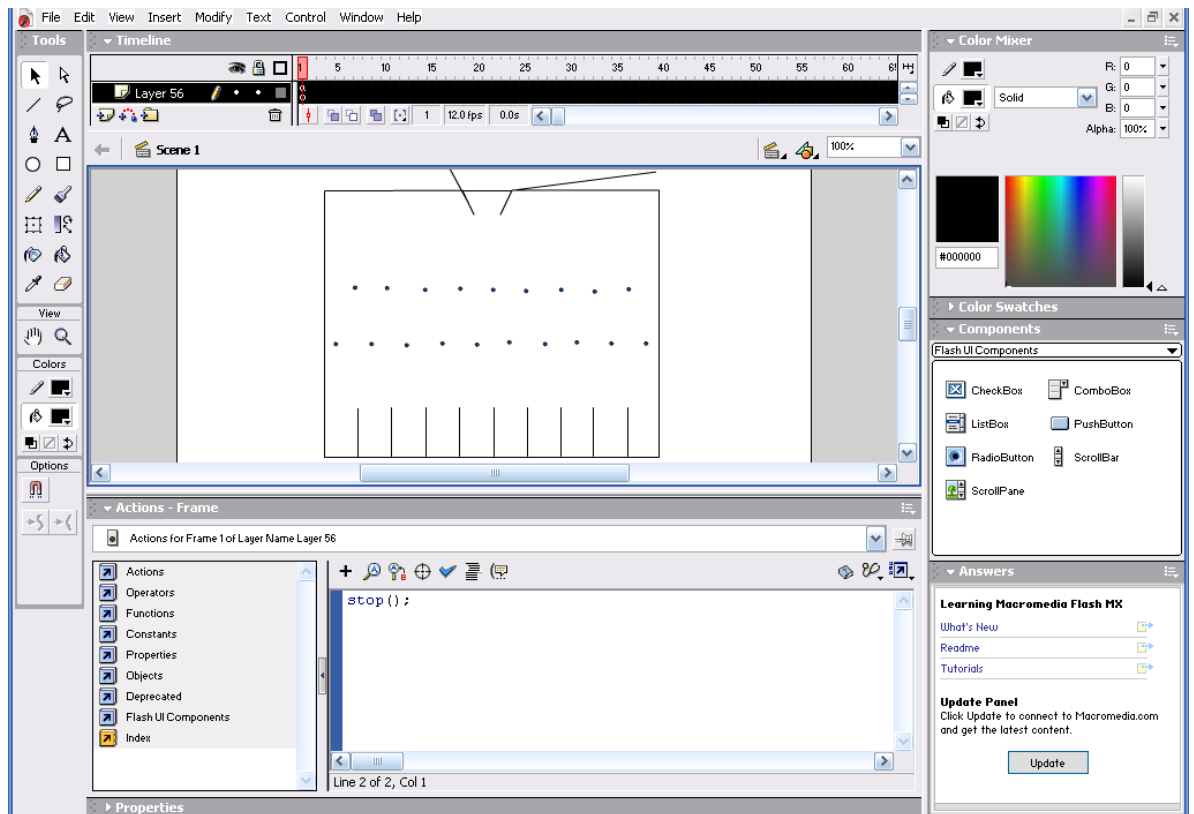 File Edit View Insert Modify Text Control Window Help
Tools
Timeline
1 5 10 15 20 25 30 35 40 45 50 55 60 65
Layer 56
1 12.0 fps 0.0s
Scene 1
100%
View
Colors
Options
Actions - Frame
Actions for Frame 1 of Layer Name Layer 56
Actions
Operators
Functions
Constants
Properties
Objects
Deprecated
Flash UI Components
Index
stop();
Line 2 of 2, Col 1
Properties
Color Mixer
R: 0
G: 0
Solid
B: 0
Alpha: 100%
#000000
Color Swatches
Components
Flash UI Components
CheckBox ComboBox
ListBox PushButton
RadioButton ScrollBar
ScrollPane
Answers
Learning Macromedia Flash MX
What's New
Readme
Tutorials
Update Panel
Click Update to connect to Macromedia.com
and get the latest content.
Update